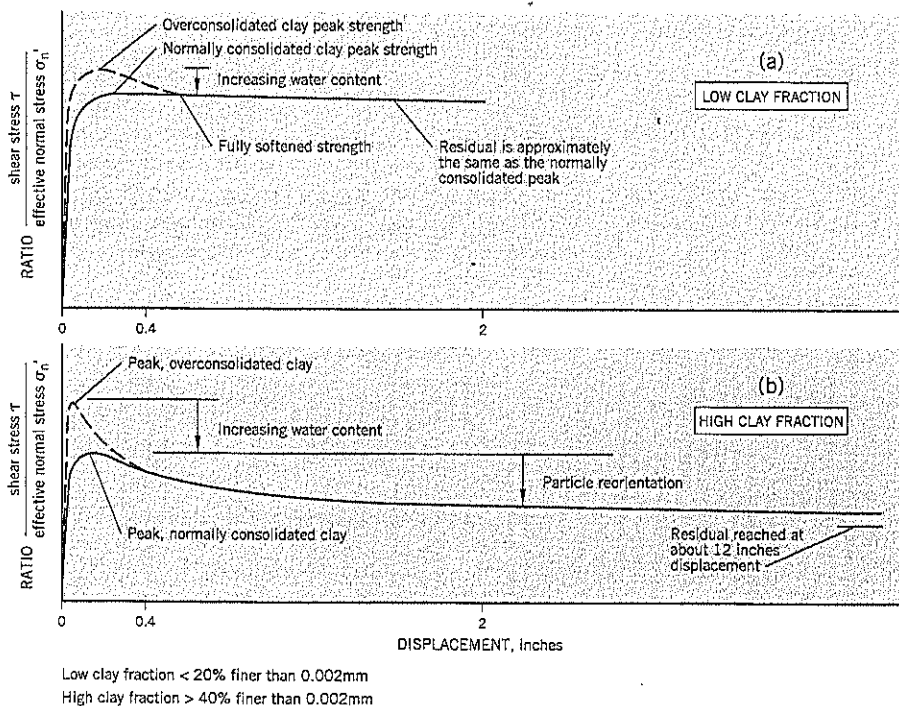 Overconsolidated clay peak strength
Normally consolidated clay peak strength
Increasing water content
(a)
LOW CLAY FRACTION
RATIO shear stress τ
effective normal stress σn'
Fully softened strength
Residual is approximately
the same as the normally
consolidated peak
0
0.4
2
Peak, overconsolidated clay
(b)
HIGH CLAY FRACTION
Increasing water content
RATIO shear stress τ
effective normal stress σn'
Particle reorientation
Peak, normally consolidated clay
Residual reached at
about 12 inches
displacement
0
0.4
2
DISPLACEMENT, inches
Low clay fraction < 20% finer than 0.002mm
High clay fraction > 40% finer than 0.002mm